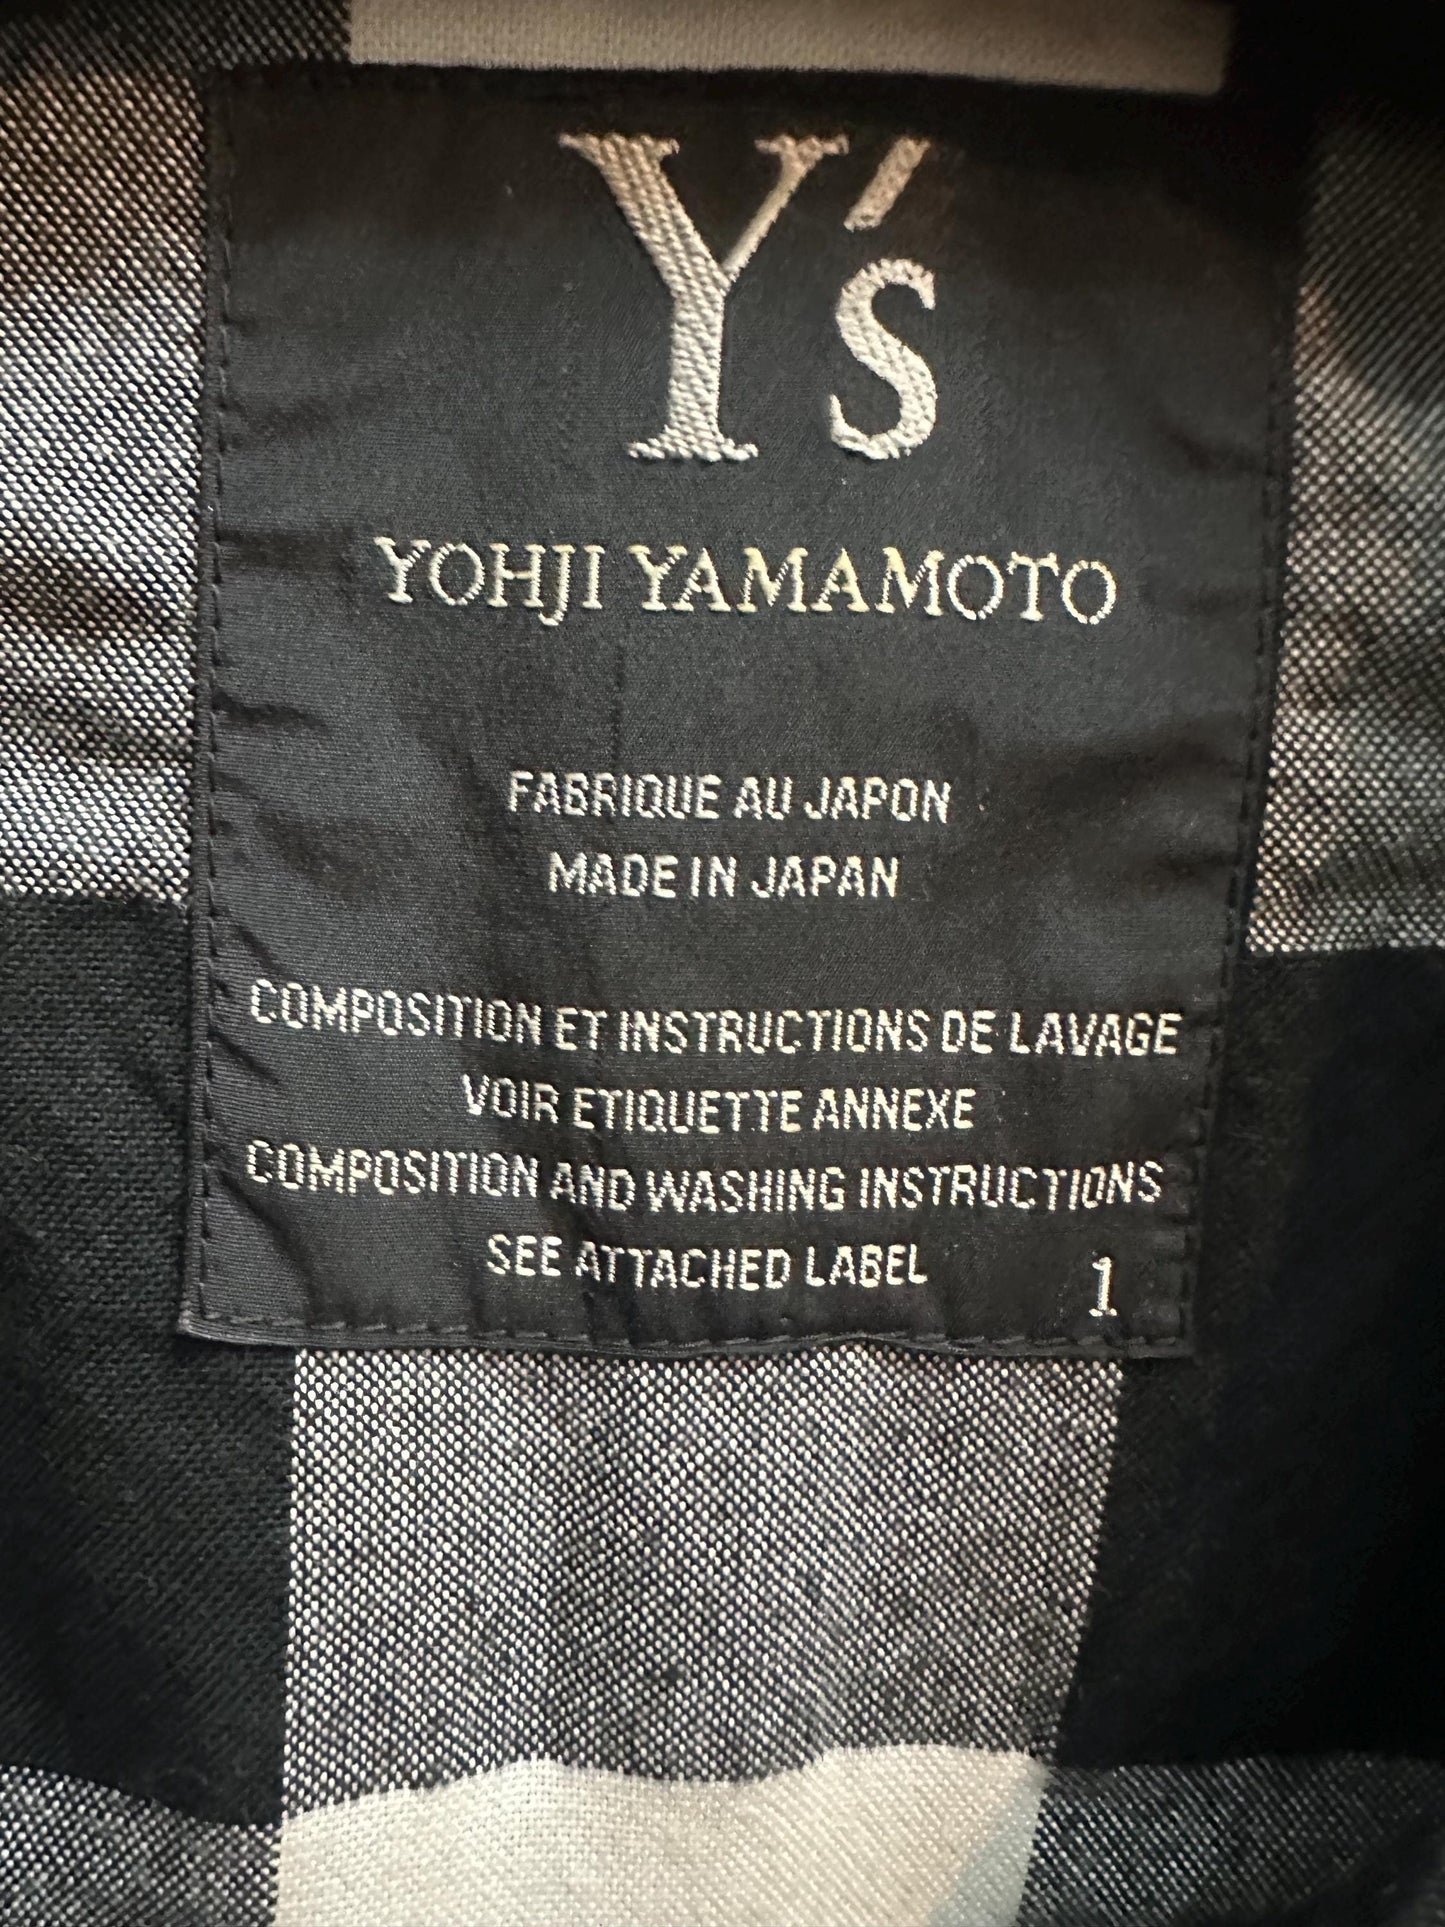 Y's
YOHJI YAMAMOTO
FABRIQUE AU JAPON
MADE IN JAPAN
COMPOSITION ET INSTRUCTIONS DE LAVAGE
VOIR ETIQUETTE ANNEXE
COMPOSITION AND WASHING INSTRUCTIONS
SEE ATTACHED LABEL
1